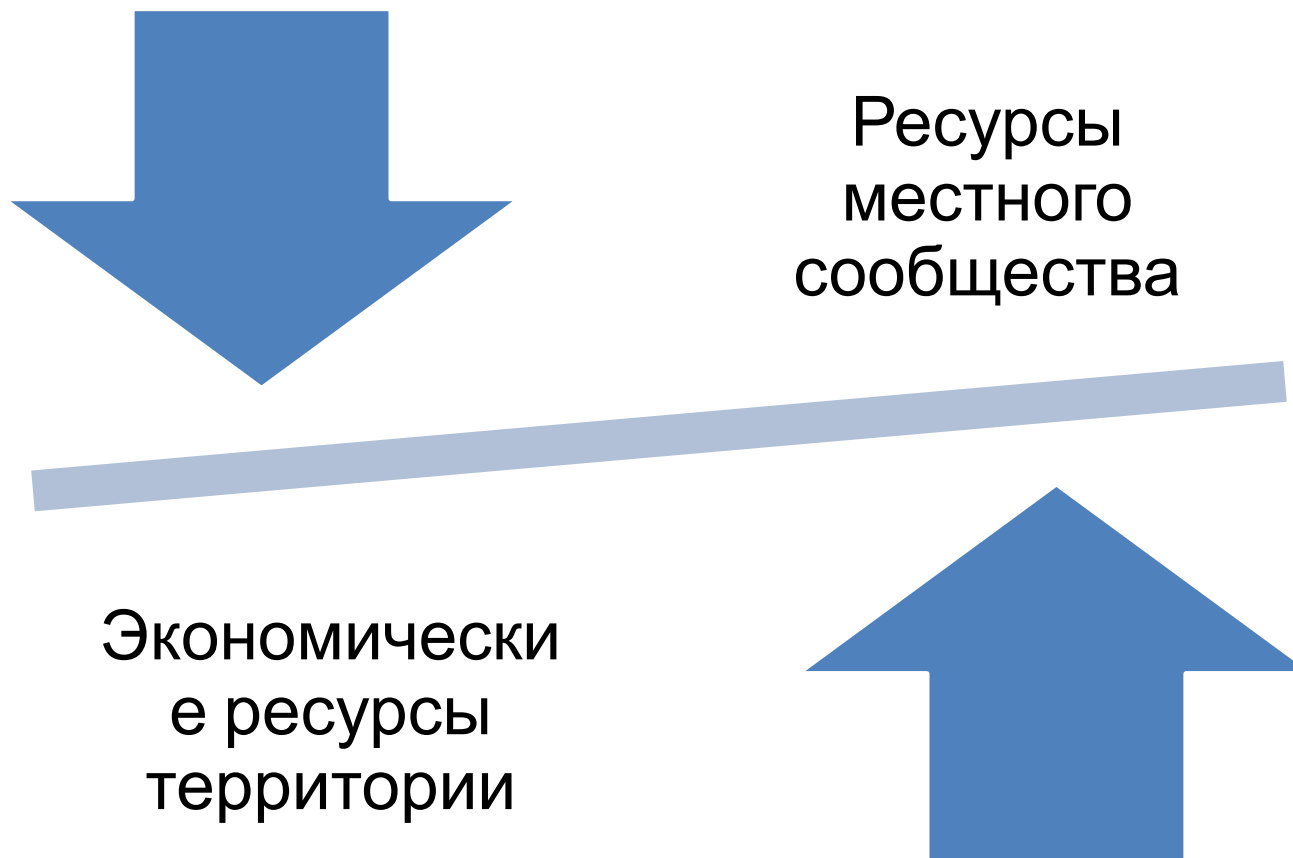 Ресурсы
местного
сообщества
Экономически
е ресурсы
территории